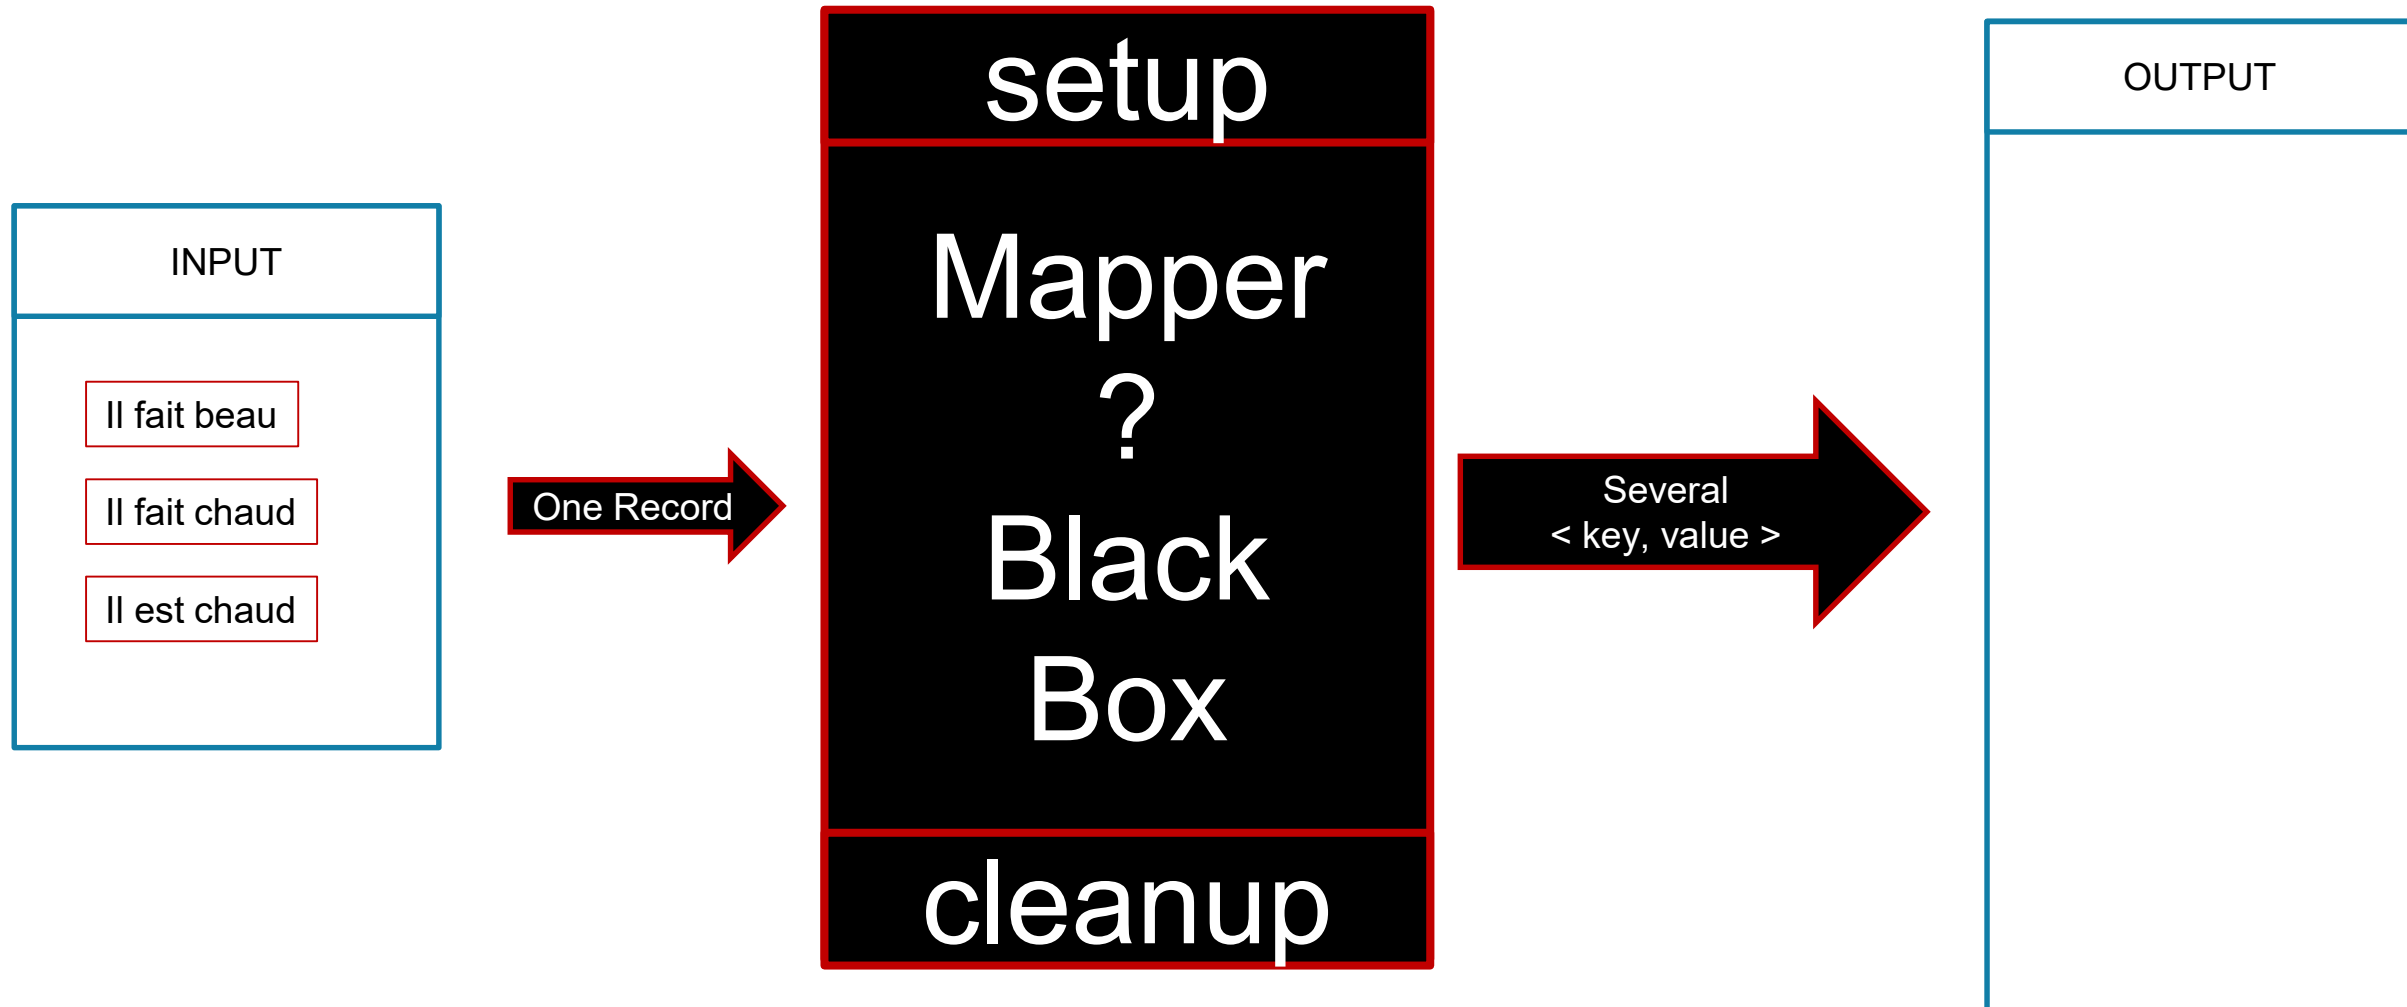 INPUT
Il fait beau
Il fait chaud
Il est chaud
One Record
setup
Mapper
?
Black
Box
cleanup
Several
< key, value >
OUTPUT